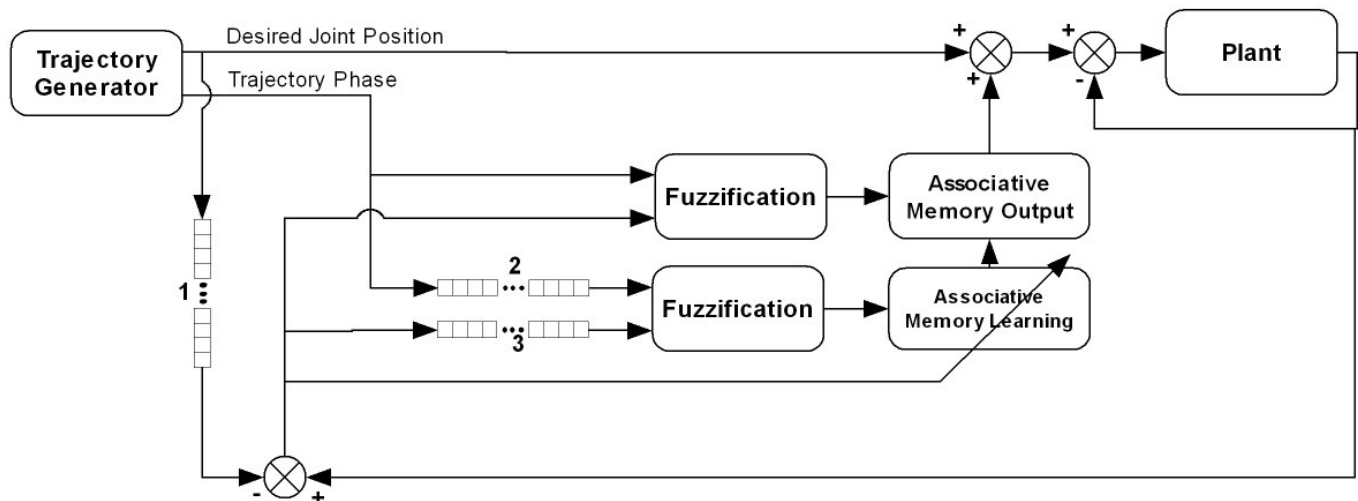 Desired Joint Position
Trajectory
Generator
Trajectory Phase
+
+
+
-
Plant
Fuzzification
Associative
Memory Output
1
2
3
Fuzzification
Associative
Memory Learning
-
+